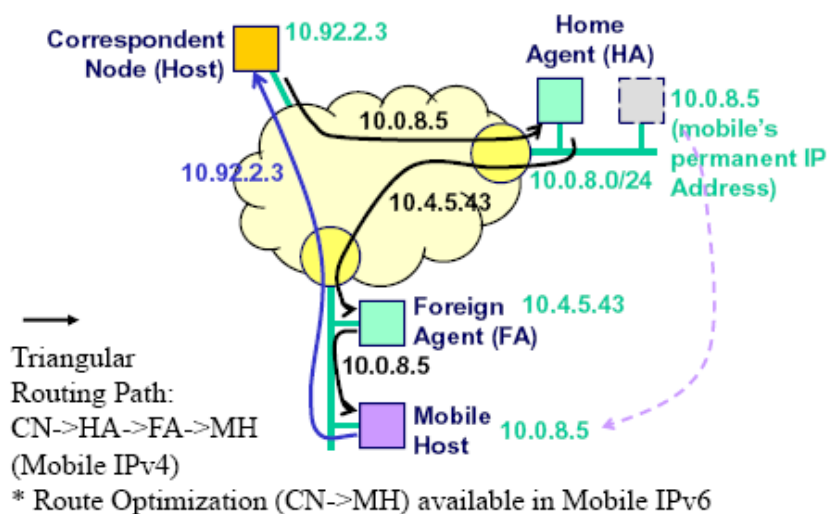 Correspondent
Node (Host)
10.92.2.3
Home
Agent (HA)
10.0.8.5
(mobile's
permanent IP
Address)
10.0.8.5
10.92.2.3
10.0.8.0/24
10.4.5.43
Foreign
Agent (FA)
10.4.5.43
10.0.8.5
Mobile
Host
10.0.8.5
Triangular
Routing Path:
CN->HA->FA->MH
(Mobile IPv4)
* Route Optimization (CN->MH) available in Mobile IPv6